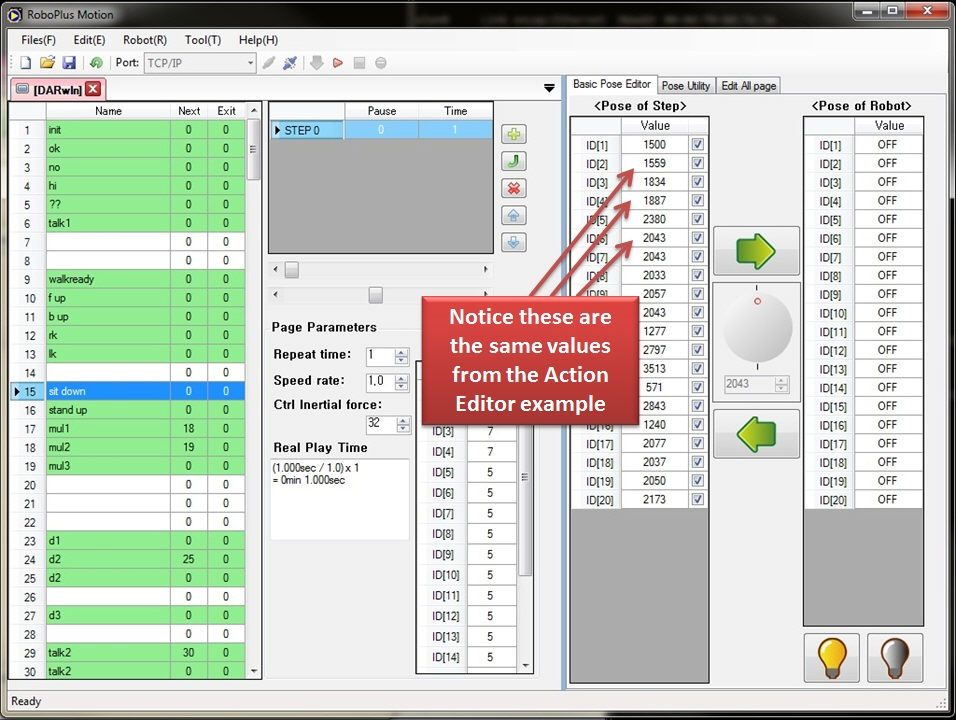 RoboPlus Motion
Files(F) Edit(E) Robot(R) Tool(T) Help(H)
Port: TCP/IP
[DARwIn]
Name Next Exit
1 init 0 0
2 ok 0 0
3 no 0 0
4 hi 0 0
5 ?? 0 0
6 talk1 0 0
7 0 0
8 0 0
9 walkready 0 0
10 f up 0 0
11 b up 0 0
12 rk 0 0
13 lk 0 0
14 0 0
15 sit down 0 0
16 stand up 0 0
17 mul1 18 0
18 mul2 19 0
19 mul3 0 0
20 0 0
21 0 0
22 0 0
23 d1 0 0
24 d2 25 0
25 d2 0 0
26 0 0
27 d3 0 0
28 0 0
29 talk2 30 0
30 talk2 0 0
Pause Time
STEP 0 0 1
Page Parameters
Repeat time: 1
Speed rate: 1.0
Ctrl Inertial force:
32
Real Play Time
(1.000sec / 1.0) x 1
= 0min 1.000sec
ID[3] 7
ID[4] 7
ID[5] 5
ID[6] 5
ID[7] 5
ID[8] 5
ID[9] 5
ID[10] 5
ID[11] 5
ID[12] 5
ID[13] 5
ID[14] 5
Notice these are
the same values
from the Action
Editor example
Basic Pose Editor Pose Utility Edit All page
<Pose of Step>
Value
ID[1] 1500
ID[2] 1559
ID[3] 1834
ID[4] 1887
ID[5] 2380
ID[6] 2043
ID[7] 2043
ID[8] 2033
ID[9] 2057
2043
1277
2797
3513
571
2843
ID[16] 1240
ID[17] 2077
ID[18] 2037
ID[19] 2050
ID[20] 2173
2043
<Pose of Robot>
Value
ID[1] OFF
ID[2] OFF
ID[3] OFF
ID[4] OFF
ID[5] OFF
ID[6] OFF
ID[7] OFF
ID[8] OFF
ID[9] OFF
ID[10] OFF
ID[11] OFF
ID[12] OFF
ID[13] OFF
ID[14] OFF
ID[15] OFF
ID[16] OFF
ID[17] OFF
ID[18] OFF
ID[19] OFF
ID[20] OFF
Ready